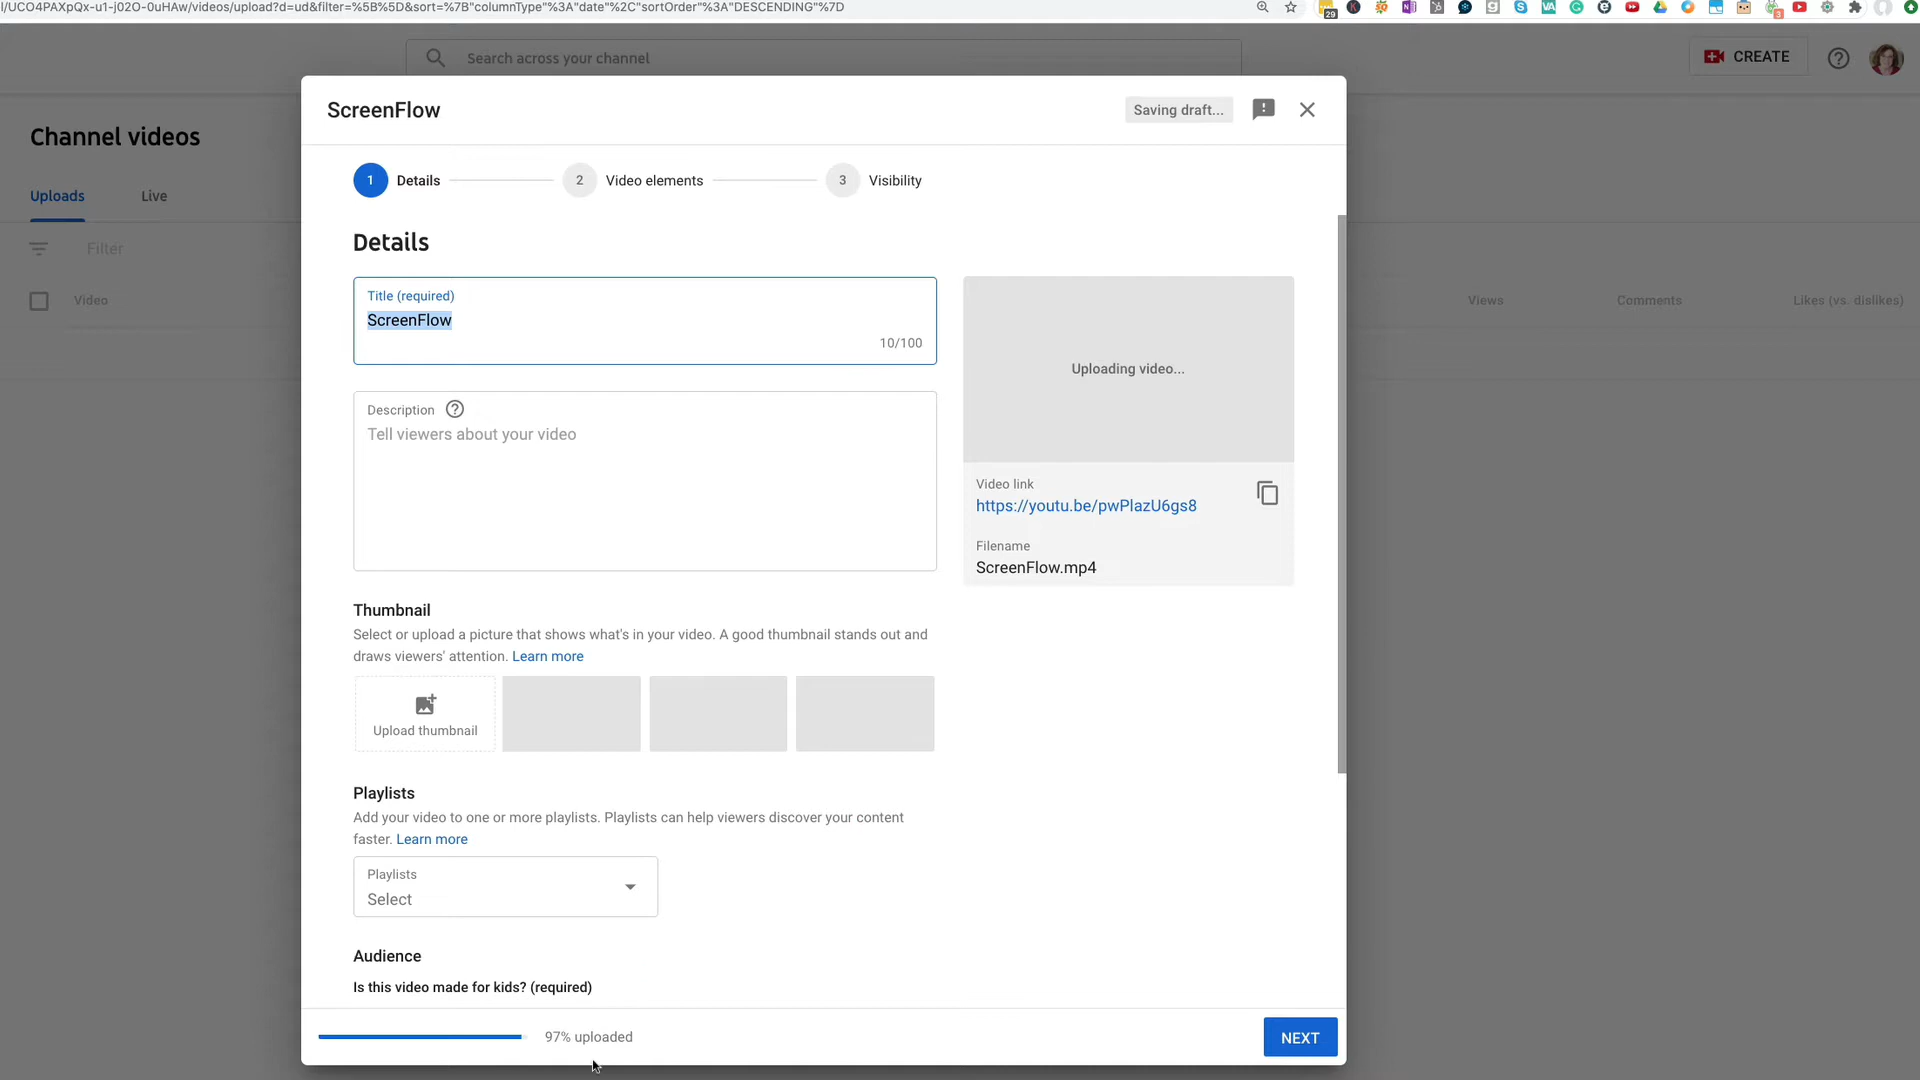 l/UCO4PAXpQx-u1-j02O-0uHAw/videos/upload?d=ud&filter=%5B%5D&sort=%7B"columnType"%3A"date"%2C"sortOrder"%3A"DESCENDING"%7D
Search across your channel
CREATE
Channel videos
Uploads
Live
Filter
Video
Views
Comments
Likes (vs. dislikes)
ScreenFlow
Saving draft...
1 Details
2 Video elements
3 Visibility
Details
Title (required)
ScreenFlow
10/100
Description
Tell viewers about your video
Uploading video...
Video link
https://youtu.be/pwPlazU6gs8
Filename
ScreenFlow.mp4
Thumbnail
Select or upload a picture that shows what's in your video. A good thumbnail stands out and
draws viewers' attention. Learn more
Upload thumbnail
Playlists
Add your video to one or more playlists. Playlists can help viewers discover your content
faster. Learn more
Playlists
Select
Audience
Is this video made for kids? (required)
97% uploaded
NEXT